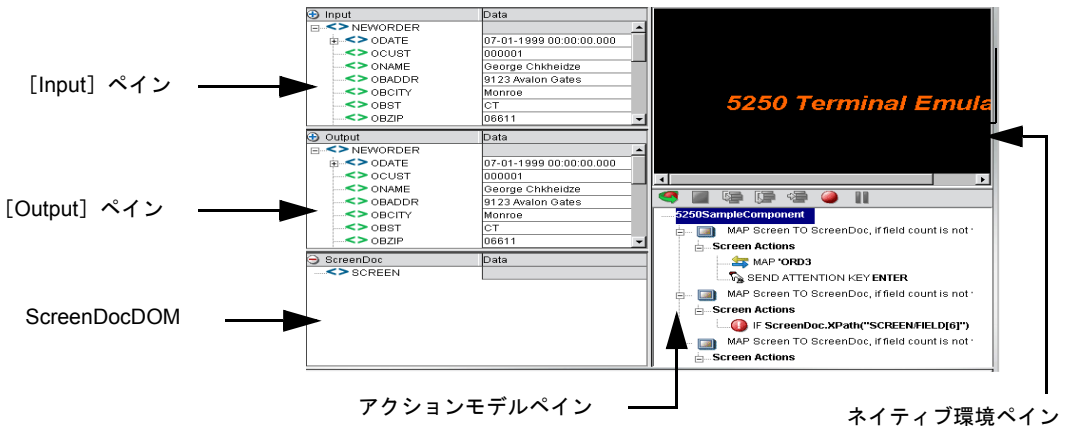 Input Data
NEWORDER
ODATE 07-01-1999 00:00:00.000
OCUST 000001
ONAME George Chkheidze
OBADDR 9123 Avalon Gates
OBCITY Monroe
OBST CT
OBZIP 06611
［Input］ペイン
Output Data
NEWORDER
ODATE 07-01-1999 00:00:00.000
OCUST 000001
ONAME George Chkheidze
OBADDR 9123 Avalon Gates
OBCITY Monroe
OBST CT
OBZIP 06611
［Output］ペイン
ScreenDoc Data
SCREEN
ScreenDocDOM
5250 Terminal Emula
5250SampleComponent
MAP Screen TO ScreenDoc, if field count is not
Screen Actions
MAP "ORD3
SEND ATTENTION KEY ENTER
MAP Screen TO ScreenDoc, if field count is not
Screen Actions
IF ScreenDoc.XPath("SCREEN/FIELD[6]")
MAP Screen TO ScreenDoc, if field count is not
Screen Actions
アクションモデルペイン
ネイティブ環境ペイン